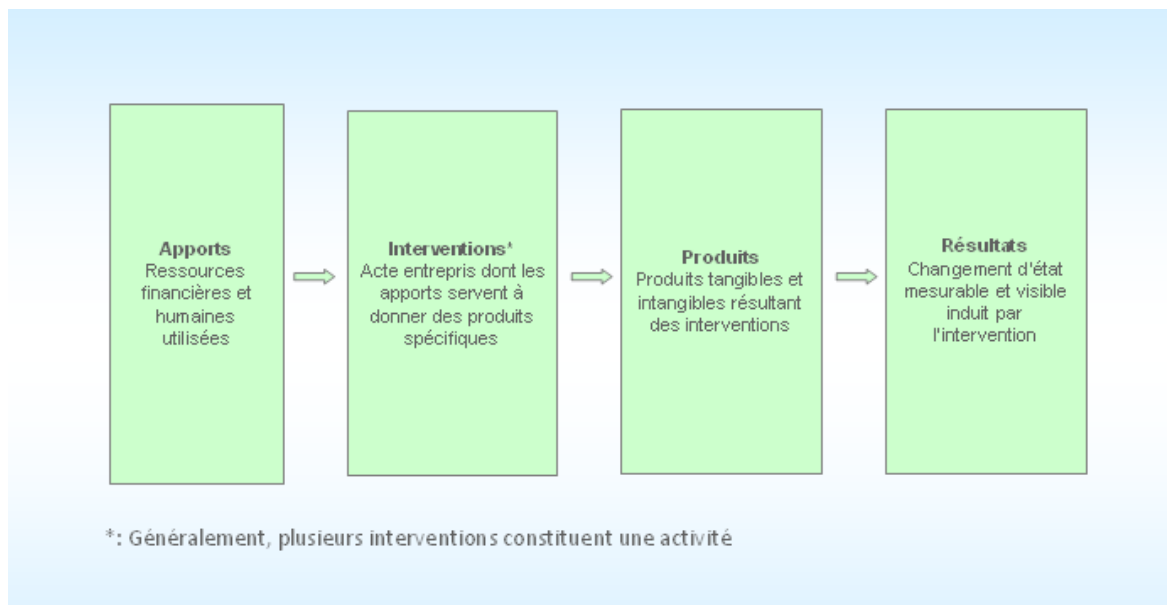 Apports
Ressources
financières et
humaines
utilisées
Interventions*
Acte entrepris dont les
apports servent à
donner des produits
spécifiques
Produits
Produits tangibles et
intangibles résultant
des interventions
Résultats
Changement d'état
mesurable et visible
induit par
l'intervention
*: Généralement, plusieurs interventions constituent une activité